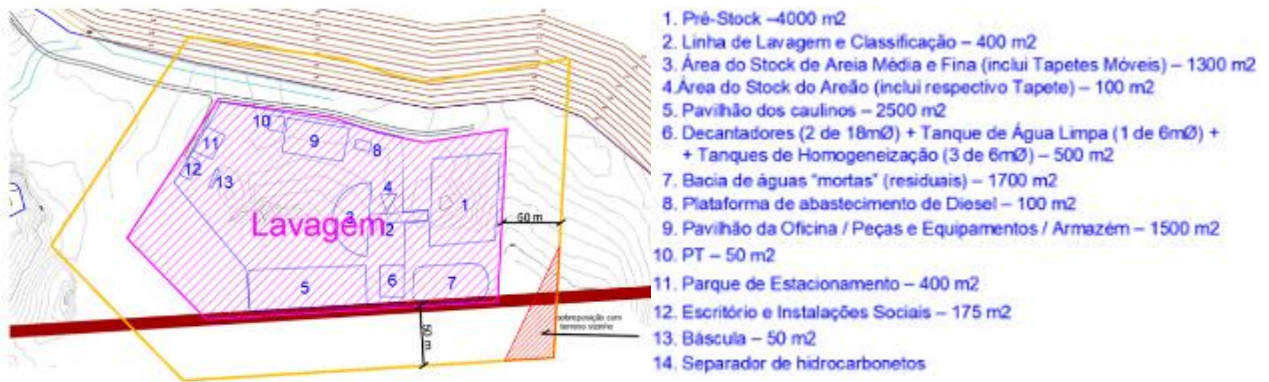 10
9
8
11
12
13
4
3
2
1
Lavagem
50 m
5
6
7
50 m
sobreposição com
terreno vizinho
1. Pré-Stock –4000 m2
2. Linha de Lavagem e Classificação – 400 m2
3. Área do Stock de Areia Média e Fina (inclui Tapetes Móveis) – 1300 m2
4.Área do Stock do Areão (inclui respectivo Tapete) – 100 m2
5. Pavilhão dos caulinos – 2500 m2
6. Decantadores (2 de 18mØ) + Tanque de Água Limpa (1 de 6mØ) +
+ Tanques de Homogeneização (3 de 6mØ) – 500 m2
7. Bacia de águas "mortas" (residuais) – 1700 m2
8. Plataforma de abastecimento de Diesel – 100 m2
9. Pavilhão da Oficina / Peças e Equipamentos / Armazém – 1500 m2
10. PT – 50 m2
11. Parque de Estacionamento – 400 m2
12. Escritório e Instalações Sociais – 175 m2
13. Báscula – 50 m2
14. Separador de hidrocarbonetos